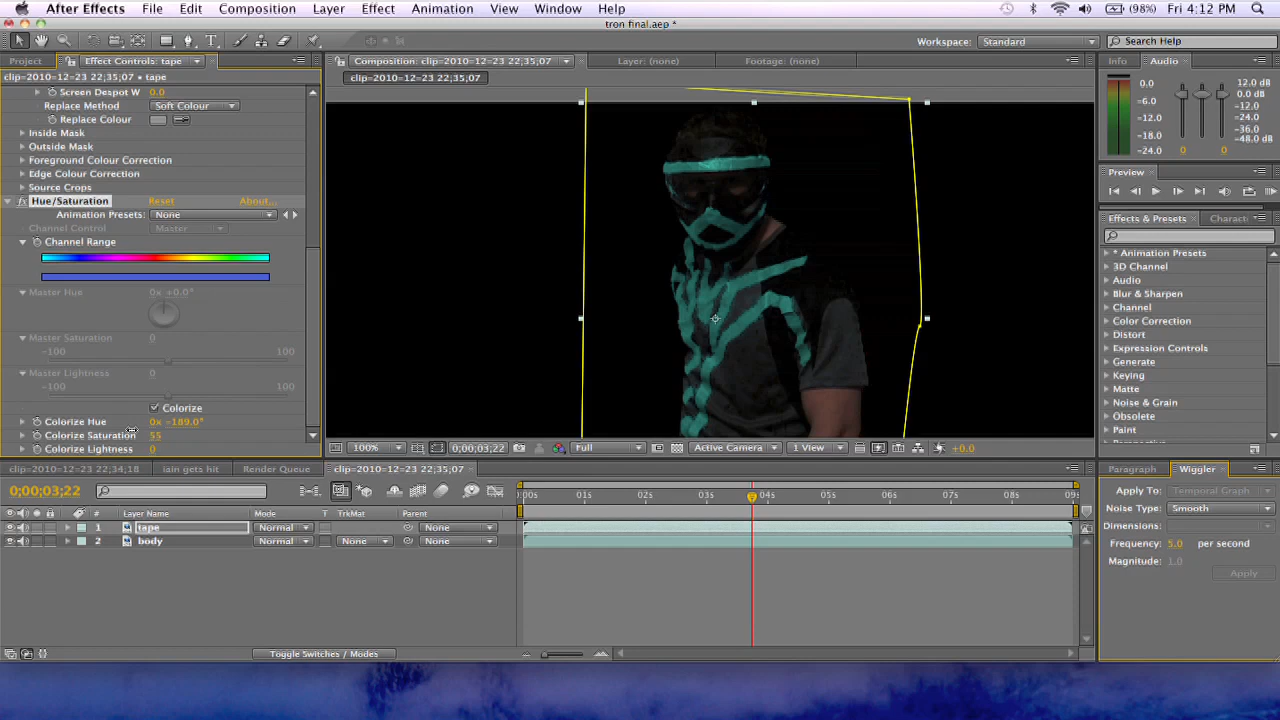 After Effects File Edit Composition Layer Effect Animation View Window Help (98%) Fri 4:12 PM
tron final.aep *
Workspace: Standard Search Help
Project Effect Controls: tape Composition: clip=2010=12=23 22;35;07 Layer: (none) Footage: (none) Info Audio
clip=2010=12=23 22;35;07 • tape clip=2010=12=23 22;35;07
Screen Despot W 0.0
Replace Method Soft Colour
Replace Colour
Inside Mask
Outside Mask
Foreground Colour Correction
Edge Colour Correction
Source Crops
Hue/Saturation Reset About...
Animation Presets: None
Channel Control Master
Channel Range
Master Hue 0x +0.0°
Master Saturation 0
-100 100
Master Lightness 0
-100 100
Colorize
Colorize Hue 0x -189.0°
Colorize Saturation 55
Colorize Lightness 0
100% 0;00;03;22 Full Active Camera 1 View +0.0
0.0 12.0 dB
-6.0 0.0 dB
-12.0 -12.0
-18.0 -24.0
-24.0 -36.0
-48.0 dB
0 0
Preview
Effects & Presets Charact
* Animation Presets
3D Channel
Audio
Blur & Sharpen
Channel
Color Correction
Distort
Expression Controls
Generate
Keying
Matte
Noise & Grain
Obsolete
Paint
clip=2010=12=23 22;34;18 iain gets hit Render Queue clip=2010=12=23 22;35;07
0;00;03;22 0:00s 01s 02s 03s 04s 05s 06s 07s 08s 09s
# Layer Name Mode T TrkMat Parent
1 tape Normal None
2 body Normal None None
Toggle Switches / Modes
Paragraph Wiggler
Apply To: Temporal Graph
Noise Type: Smooth
Dimensions:
Frequency: 5.0 per second
Magnitude: 1.0
Apply